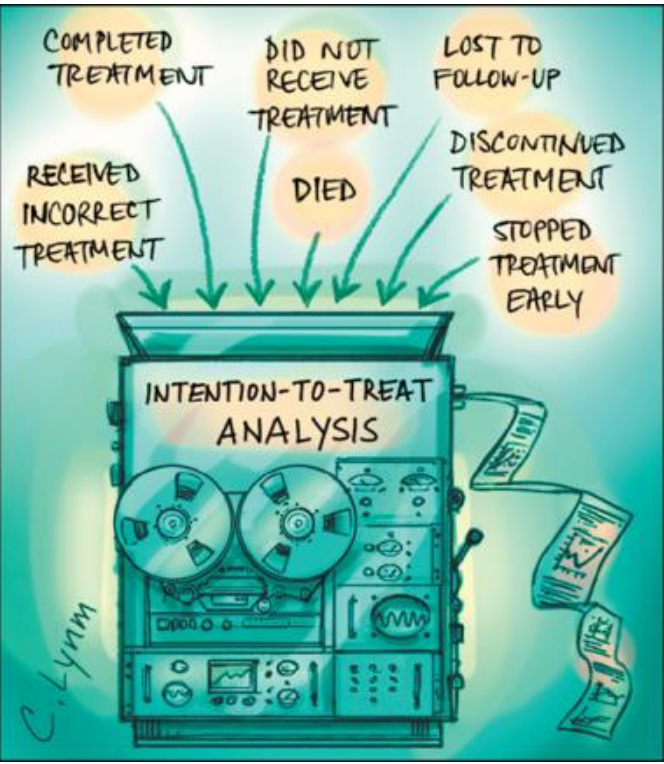 COMPLETED
TREATMENT
DID NOT
RECEIVE
TREATMENT
LOST TO
FOLLOW-UP
RECEIVED
INCORRECT
TREATMENT
DIED
DISCONTINUED
TREATMENT
STOPPED
TREATMENT
EARLY
INTENTION-TO-TREAT
ANALYSIS
C. Lynm